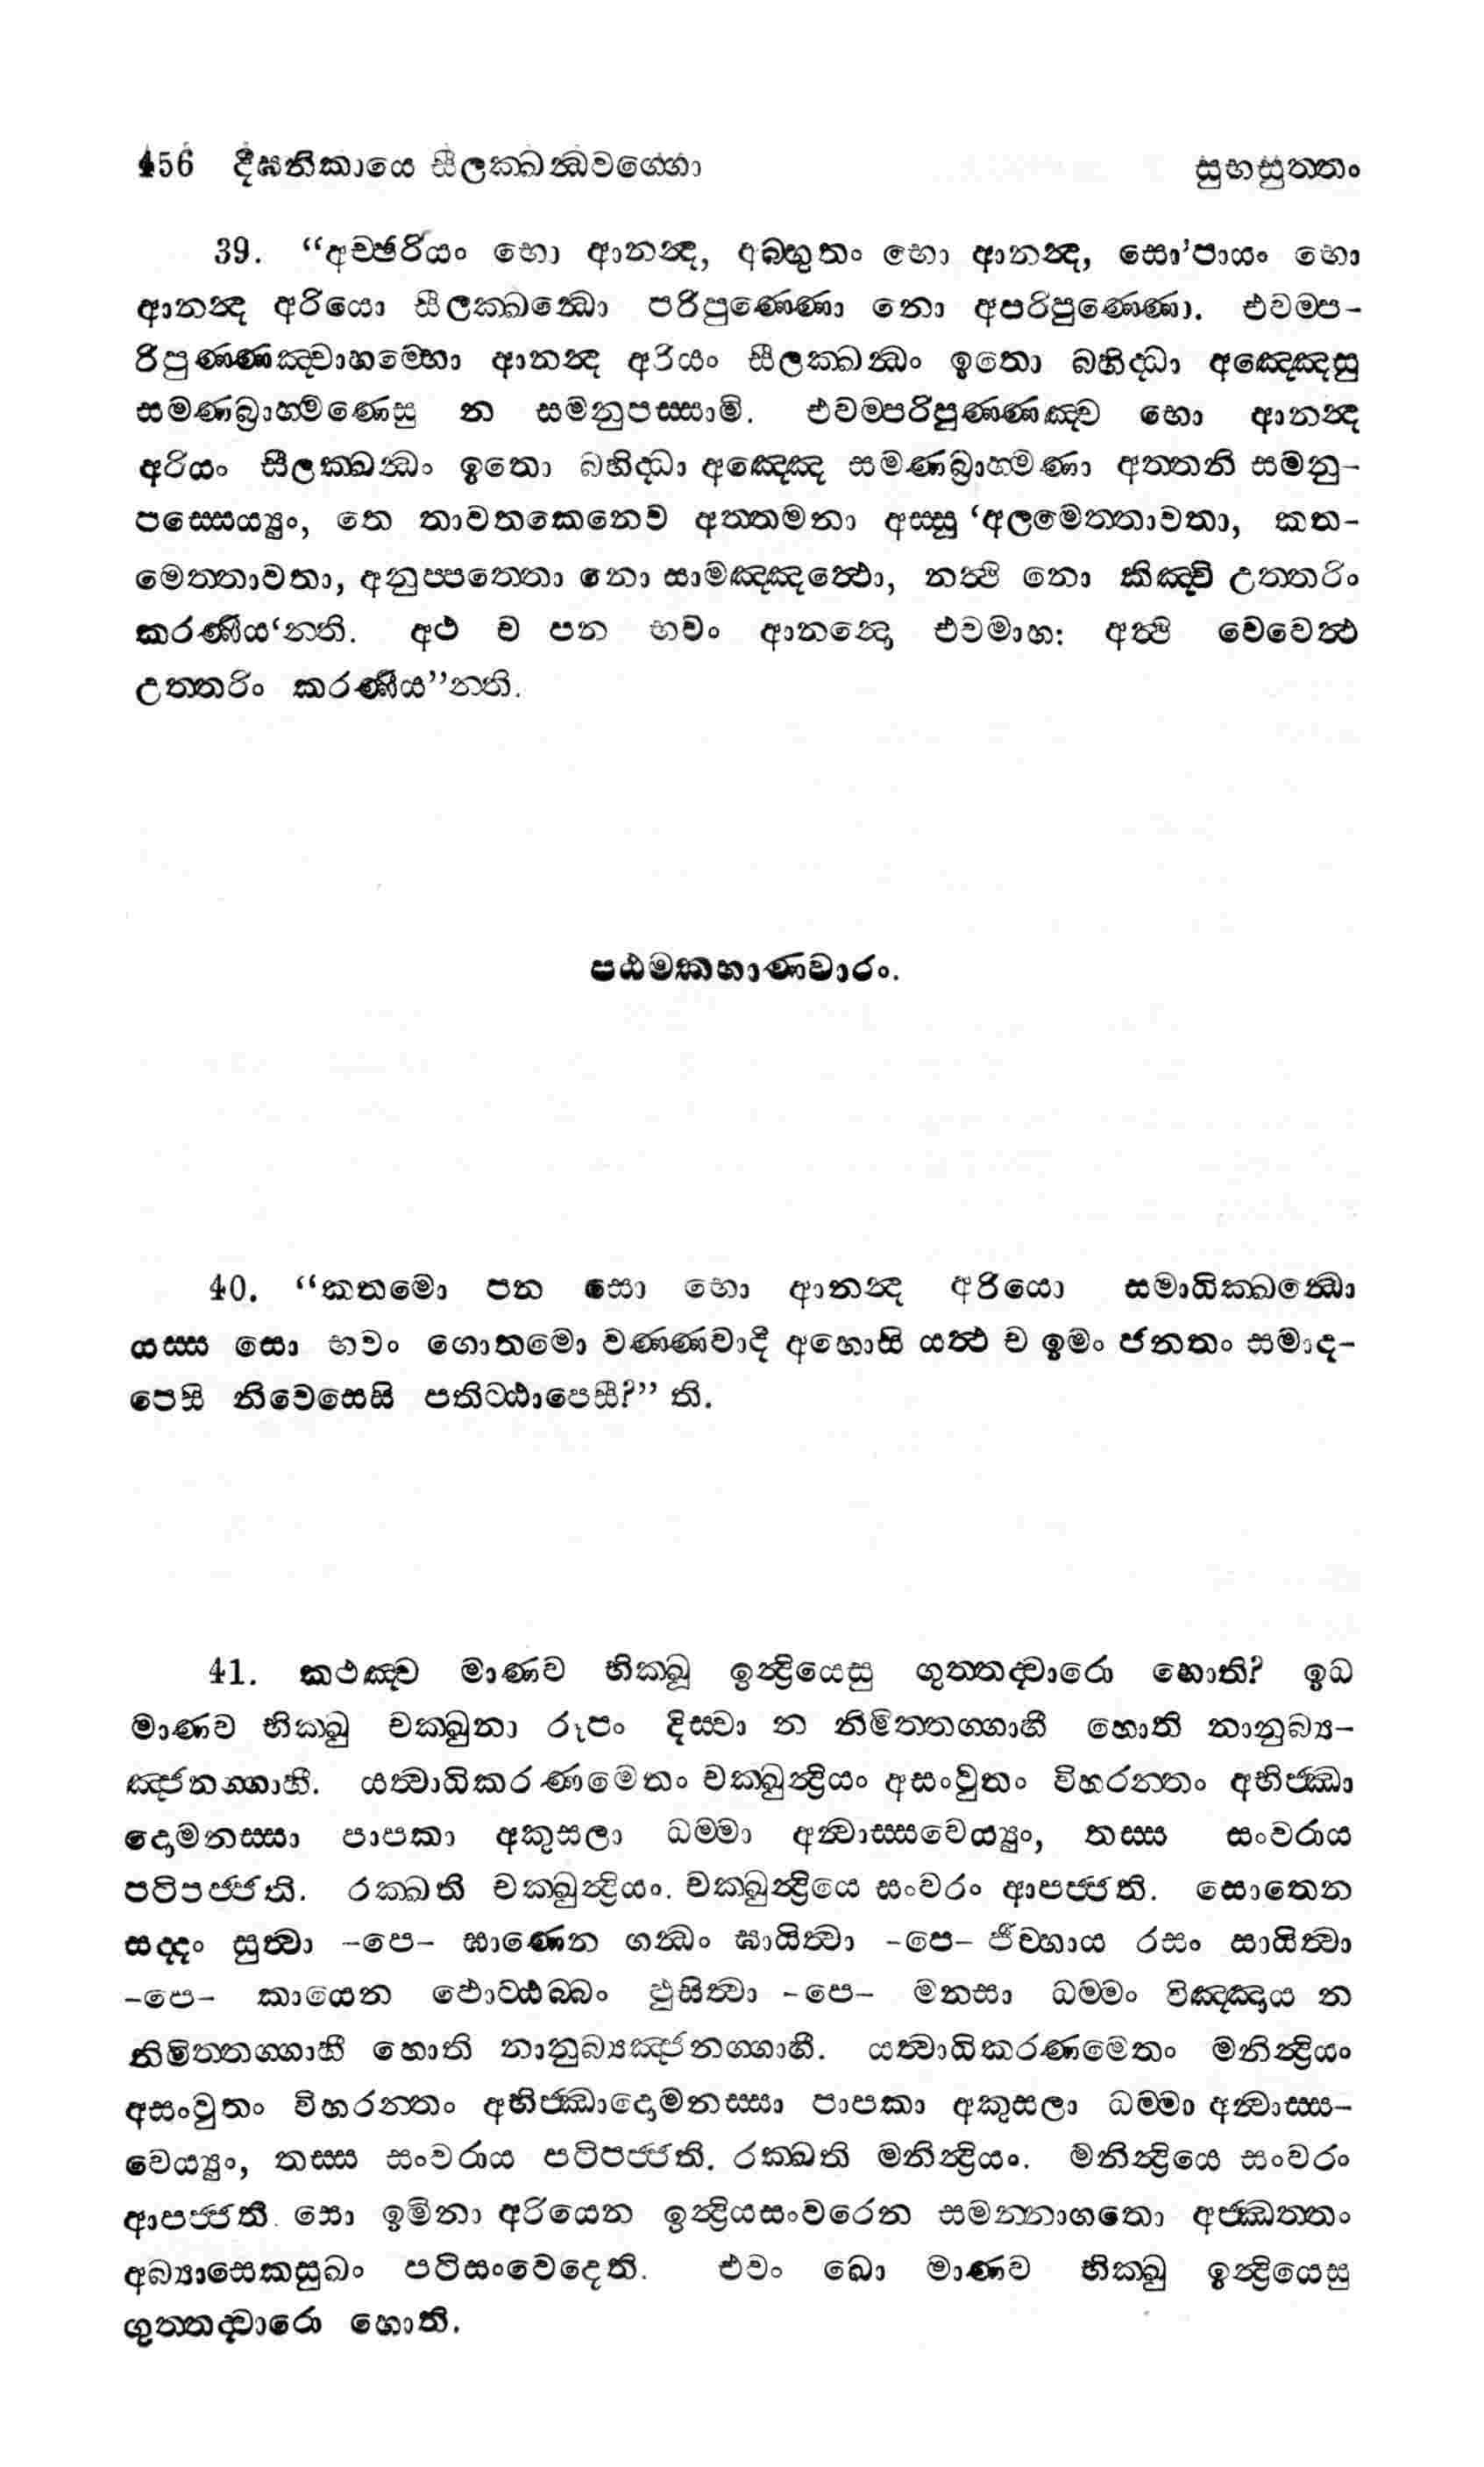 456 දීඝනිකායෙ සීලක්ඛන්ධවග්ගො සුභසුත්තං
39. “අච්ඡරියං භො ආනන්ද, අබ්භුතං භො ආනන්ද, සො’පායං භො
ආනන්ද අරියො සීලක්ඛන්ධො පරිපුණ්ණො නො අපරිපුණ්ණො. එවම්ප-
රිපුණ්ණඤ්චාහම්භො ආනන්ද අරියං සීලක්ඛන්ධං ඉතො බහිද්ධා අඤ්ඤෙසු
සමණබ්‍රාහ්මණෙසු න සමනුපස්සාමි. එවම්පරිපුණ්ණඤ්ච භො ආනන්ද
අරියං සීලක්ඛන්ධං ඉතො බහිද්ධා අඤ්ඤෙ සමණබ්‍රාහ්මණා අත්තනි සමනු-
පස්සෙය්‍යුං, තෙ තාවතකෙනෙව අත්තමනා අස්සු ‘අලමෙත්තාවතා, කත-
මෙත්තාවතා, අනුප්පත්තො නො සාමඤ්ඤත්ථො, නත්ථි නො කිඤ්චි උත්තරිං
කරණීය‘න්ති. අථ ච පන භවං ආනන්දො එවමාහ: අත්ථි චෙවෙත්ථ
උත්තරිං කරණීය”න්ති.
පඨමකභාණවාරං.
40. “කතමො පන සො භො ආනන්ද අරියො සමාධික්ඛන්ධො
යස්ස සො භවං ගොතමො වණ්ණවාදී අහොසි යත්ථ ච ඉමං ජනතං සමාද-
පෙසි නිවෙසෙසි පතිට්ඨාපෙසී?” ති.
41. කථඤ්ච මාණව භික්ඛූ ඉන්ද්‍රියෙසු ගුත්තද්වාරො හොති? ඉධ
මාණව භික්ඛු චක්ඛුනා රූපං දිස්වා න නිමිත්තග්ගාහී හොති නානුබ්‍ය-
ඤ්ජනග්ගාහී. යත්වාධිකරණමෙතං චක්ඛුන්ද්‍රියං අසංවුතං විහරන්තං අභිජ්ඣා
දොමනස්සා පාපකා අකුසලා ධම්මා අන්වාස්සවෙය්‍යුං, තස්ස සංවරාය
පටිපජ්ජති. රක්ඛති චක්ඛුන්ද්‍රියං. චක්ඛුන්ද්‍රියෙ සංවරං ආපජ්ජති. සොතෙන
සද්දං සුත්වා -පෙ- ඝාණෙන ගන්ධං ඝායිත්වා -පෙ- ජිව්හාය රසං සායිත්වා
-පෙ- කායෙන ඵොට්ඨබ්බං ඵුසිත්වා -පෙ- මනසා ධම්මං විඤ්ඤාය න
නිමිත්තග්ගාහී හොති නානුබ්‍යඤ්ජනග්ගාහී. යත්වාධිකරණමෙතං මනින්ද්‍රියං
අසංවුතං විහරන්තං අභිජ්ඣාදොමනස්සා පාපකා අකුසලා ධම්මා අන්වාස්ස-
වෙය්‍යුං, තස්ස සංවරාය පටිපජ්ජති. රක්ඛති මනින්ද්‍රියං. මනින්ද්‍රියෙ සංවරං
ආපජ්ජති. සො ඉමිනා අරියෙන ඉන්ද්‍රියසංවරෙන සමන්නාගතො අජ්ඣත්තං
අබ්‍යාසෙකසුඛං පටිසංවෙදෙති. එවං ඛො මාණව භික්ඛු ඉන්ද්‍රියෙසු
ගුත්තද්වාරො හොති.